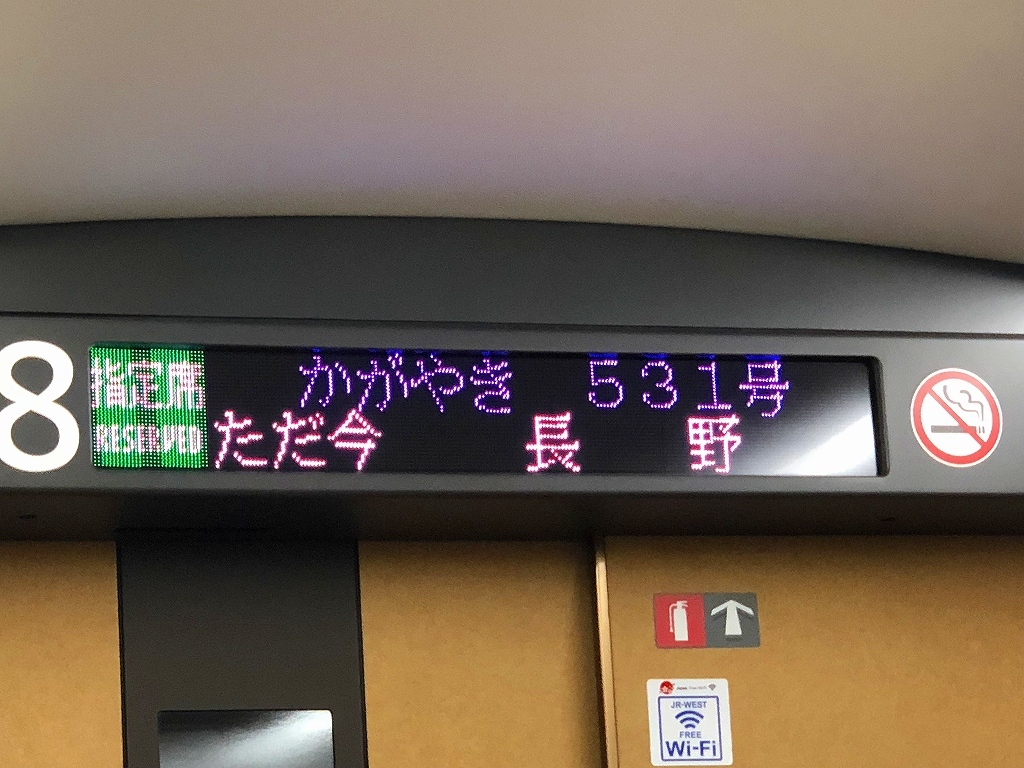 8
指定席
RESERVED
かがやき 531号
ただ今 長野
JR-WEST
FREE
Wi-Fi